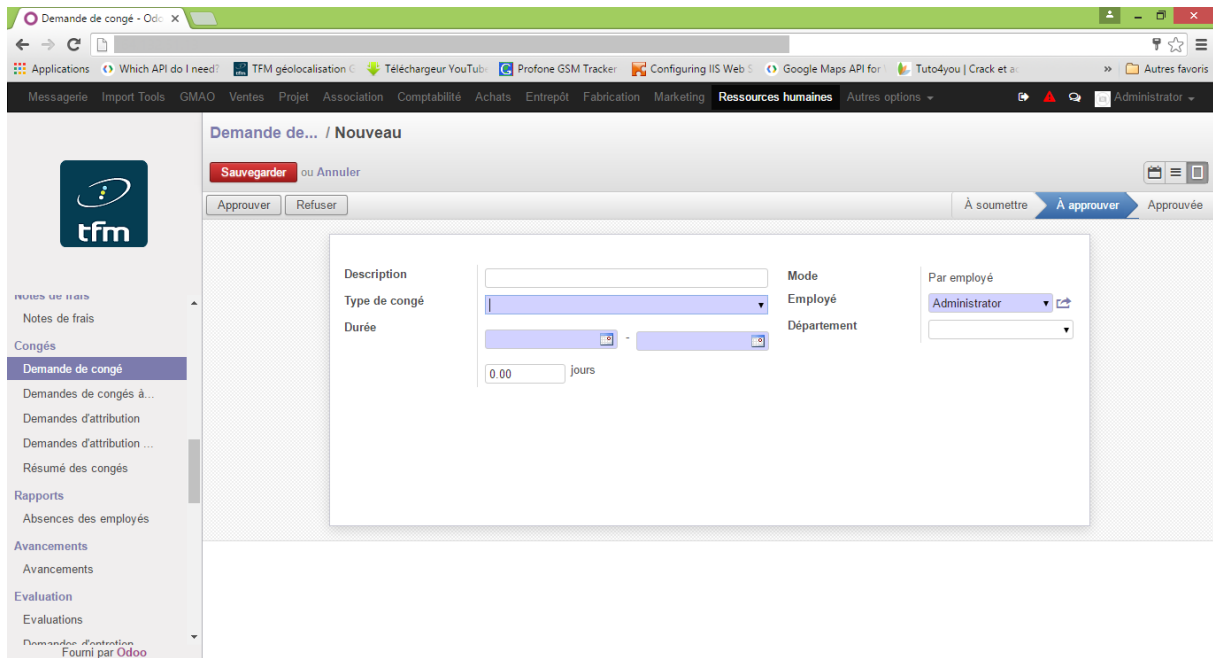 Demande de congé - Odo
Applications Which API do I need? TFM géolocalisation G Téléchargeur YouTube Profone GSM Tracker Configuring IIS Web S Google Maps API for Tuto4you | Crack et ac » Autres favoris
Messagerie Import Tools GMAO Ventes Projet Association Comptabilité Achats Entrepôt Fabrication Marketing Ressources humaines Autres options Administrator
Demande de... / Nouveau
Sauvegarder ou Annuler
Approuver Refuser À soumettre À approuver Approuvée
tfm
Description
Mode Par employé
Type de congé
Employé Administrator
Durée
-
Département
0.00 jours
Notes de frais
Notes de frais
Congés
Demande de congé
Demandes de congés à...
Demandes d'attribution
Demandes d'attribution ...
Résumé des congés
Rapports
Absences des employés
Avancements
Avancements
Evaluation
Evaluations
Demandes d'entretien
Fourni par Odoo